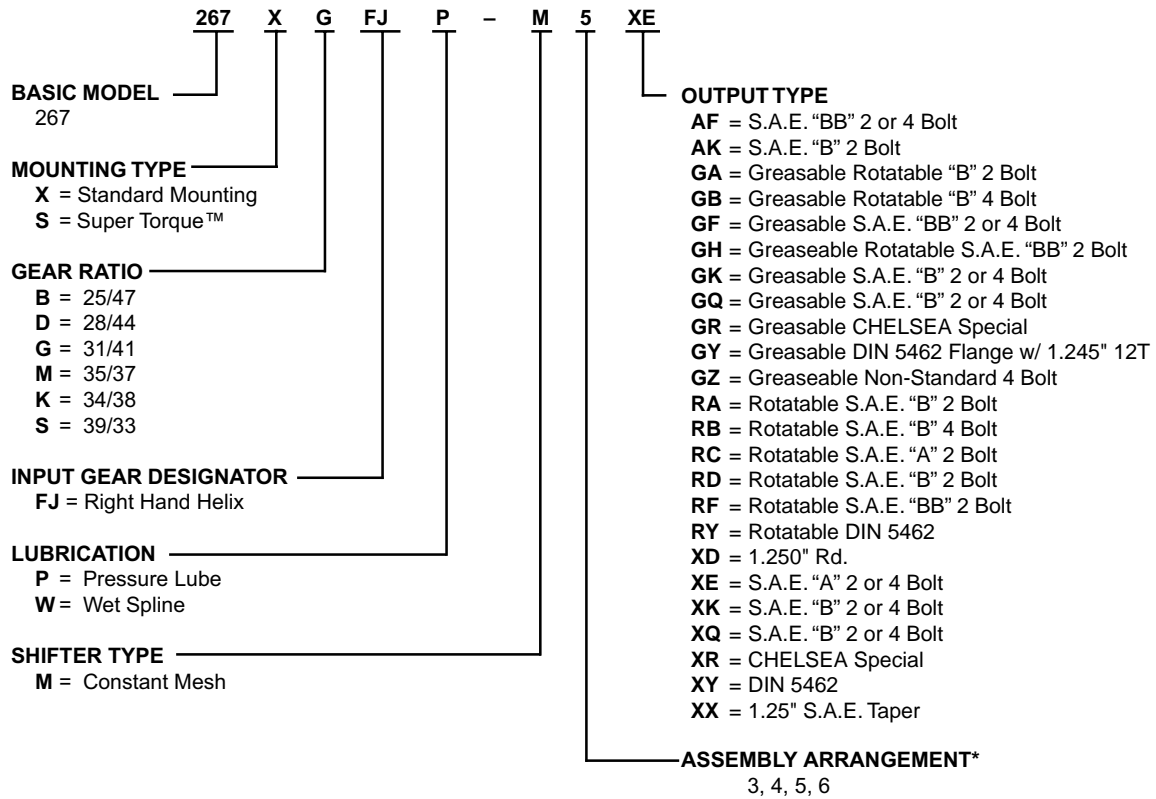 267 X G FJ P – M 5 XE
BASIC MODEL
267
MOUNTING TYPE
X = Standard Mounting
S = Super Torque™
GEAR RATIO
B = 25/47
D = 28/44
G = 31/41
M = 35/37
K = 34/38
S = 39/33
INPUT GEAR DESIGNATOR
FJ = Right Hand Helix
LUBRICATION
P = Pressure Lube
W = Wet Spline
SHIFTER TYPE
M = Constant Mesh
OUTPUT TYPE
AF = S.A.E. “BB” 2 or 4 Bolt
AK = S.A.E. “B” 2 Bolt
GA = Greasable Rotatable “B” 2 Bolt
GB = Greasable Rotatable “B” 4 Bolt
GF = Greasable S.A.E. “BB” 2 or 4 Bolt
GH = Greaseable Rotatable S.A.E. “BB” 2 Bolt
GK = Greasable S.A.E. “B” 2 or 4 Bolt
GQ = Greasable S.A.E. “B” 2 or 4 Bolt
GR = Greasable CHELSEA Special
GY = Greasable DIN 5462 Flange w/ 1.245" 12T
GZ = Greaseable Non-Standard 4 Bolt
RA = Rotatable S.A.E. “B” 2 Bolt
RB = Rotatable S.A.E. “B” 4 Bolt
RC = Rotatable S.A.E. “A” 2 Bolt
RD = Rotatable S.A.E. “B” 2 Bolt
RF = Rotatable S.A.E. “BB” 2 Bolt
RY = Rotatable DIN 5462
XD = 1.250" Rd.
XE = S.A.E. “A” 2 or 4 Bolt
XK = S.A.E. “B” 2 or 4 Bolt
XQ = S.A.E. “B” 2 or 4 Bolt
XR = CHELSEA Special
XY = DIN 5462
XX = 1.25" S.A.E. Taper
ASSEMBLY ARRANGEMENT*
3, 4, 5, 6